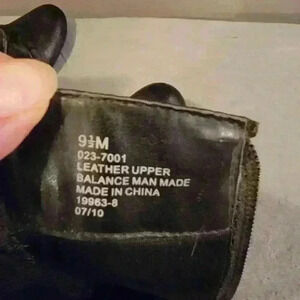 9½M
023-7001
LEATHER UPPER
BALANCE MAN MADE
MADE IN CHINA
19963-8
07/10